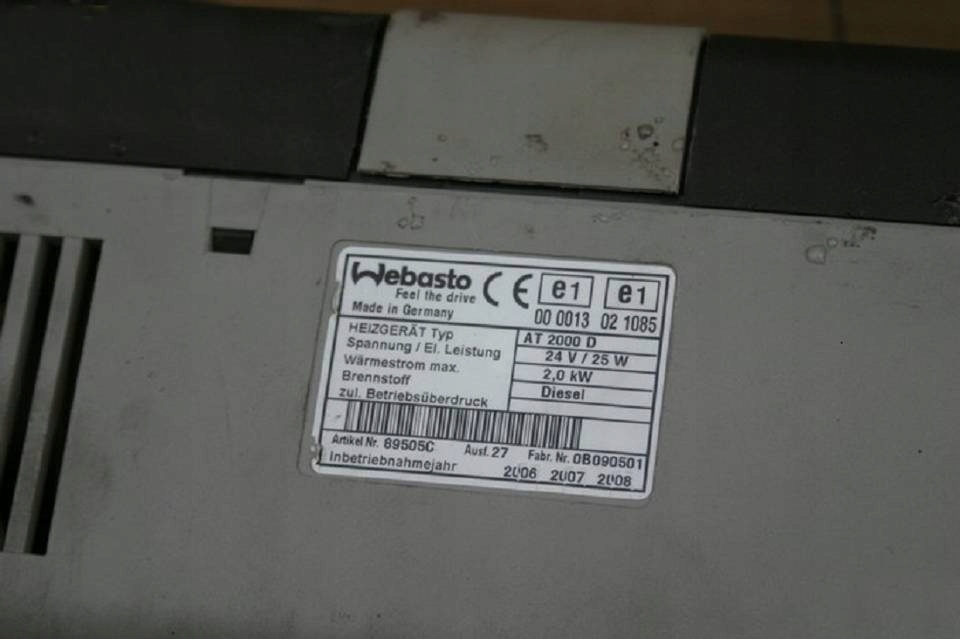 Webasto
Feel the drive
Made in Germany
CE e1 e1
00 0013 02 1085
HEIZGERÄT Typ AT 2000 D
Spannung / El. Leistung 24 V / 25 W
Wärmestrom max. 2,0 kW
Brennstoff Diesel
zul. Betriebsüberdruck
Artikel Nr. 89505C Ausf. 27 Fabr. Nr. 0B090501
Inbetriebnahmejahr 2006 2007 2008